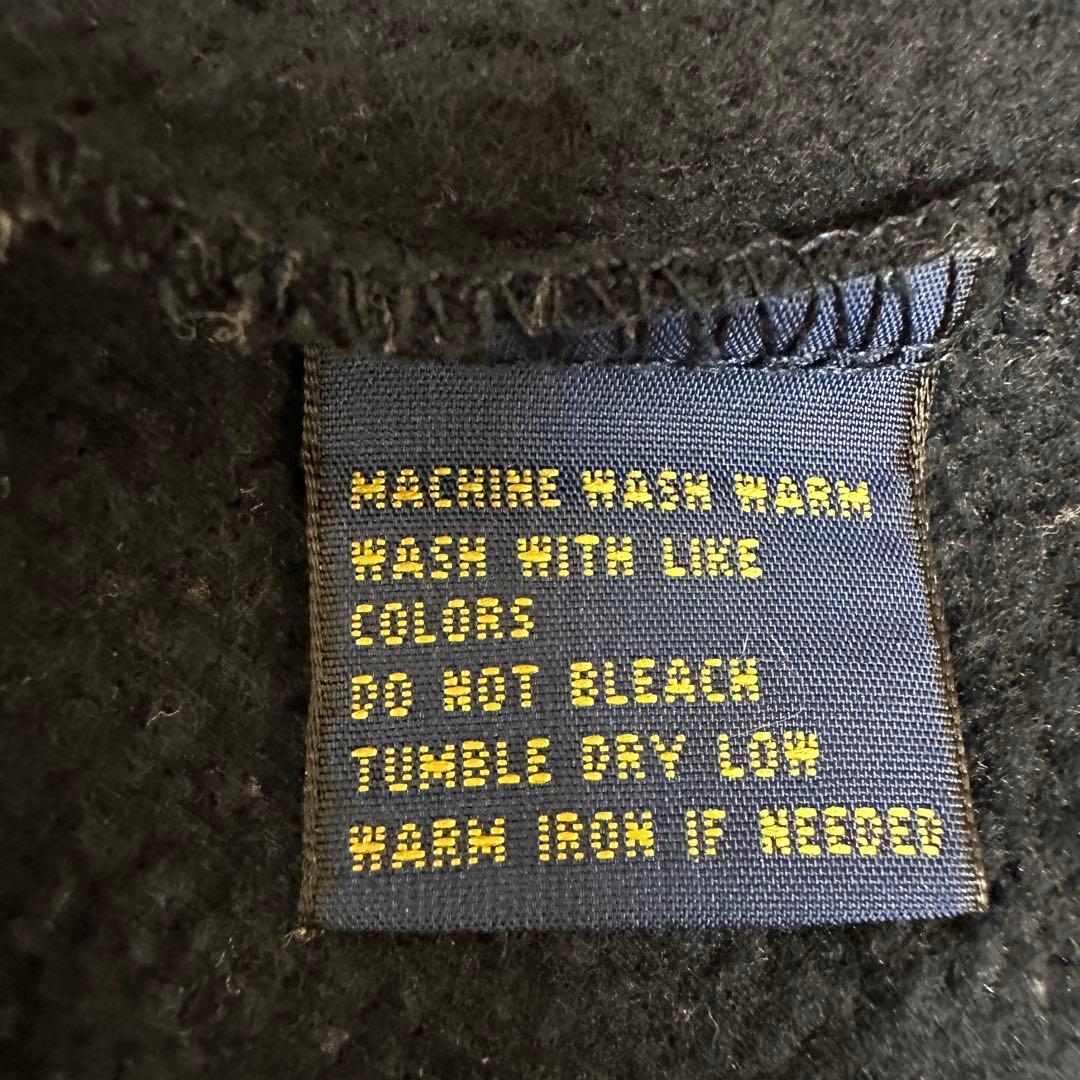 MACHINE WASH WARM
WASH WITH LIKE
COLORS
DO NOT BLEACH
TUMBLE DRY LOW
WARM IRON IF NEEDED